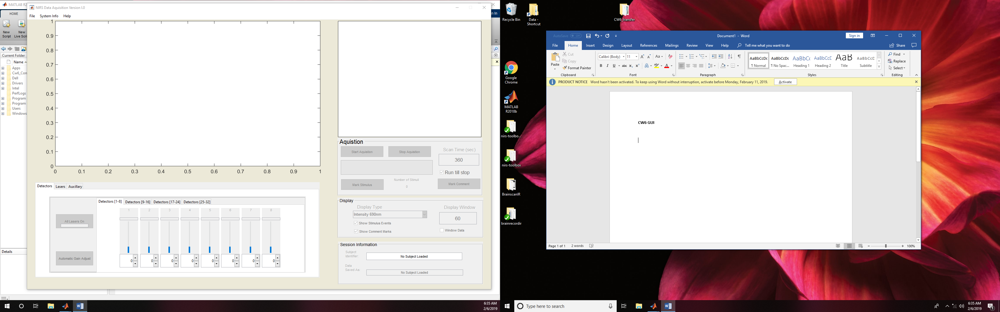 MATLAB R2
HOME
New Script
New Live Scri
Current Folder
Name
Apps
Cw6_Con
Dell
Drivers
Intel
PerfLogs
Program
Program
Users
Windows
Details
n In
NIRS Data Aquisition Version I.0
File System Info Help
1
0.9
0.8
0.7
0.6
0.5
0.4
0.3
0.2
0.1
0
0 0.1 0.2 0.3 0.4 0.5 0.6 0.7 0.8 0.9 1
Detectors Lasers Auxillary
Detectors [1-8] Detectors [9-16] Detectors [17-24] Detectors [25-32]
1 2 3 4 5 6 7 8
All Lasers On
Automatic Gain Adjust
0 0 0 0 0 0 0 0
Aquistion
Start Aquistion Stop Aquistion Scan Time (sec)
360
Run till stop
Mark Stimulus Number of Stimuli Mark Comment
0
Display
Display Type Display Window
Intensity 690nm 60
Show Stimulus Events
Show Comment Marks Window Data
Session Information
Subject Identifier: No Subject Loaded
Data Saved As: No Subject Loaded
6:35 AM
2/6/2019
Recycle Bin
Data - Shortcut
CW6_transfer
Google Chrome
MATLAB R2018b
nirs-toolbo...
nirs-toolbox
BrainscanIR
brainrecordir
AutoSave Off Document1 - Word Sign in
File Home Insert Design Layout References Mailings Review View Help Tell me what you want to do Share
Paste Cut
Copy
Format Painter
Clipboard
Calibri (Body) 11 Aa
B I U abc x₂ x² A ab A
Font
Paragraph
AaBbCcDc AaBbCcDc AaBbCc AaBbCcE AaB AaBbCcE
¶ Normal ¶ No Spac... Heading 1 Heading 2 Title Subtitle
Styles
Find
Replace
Select
Editing
PRODUCT NOTICE Word hasn't been activated. To keep using Word without interruption, activate before Monday, February 11, 2019. Activate
CW6 GUI
Page 1 of 1 2 words 100%
Type here to search
6:35 AM
2/6/2019
1